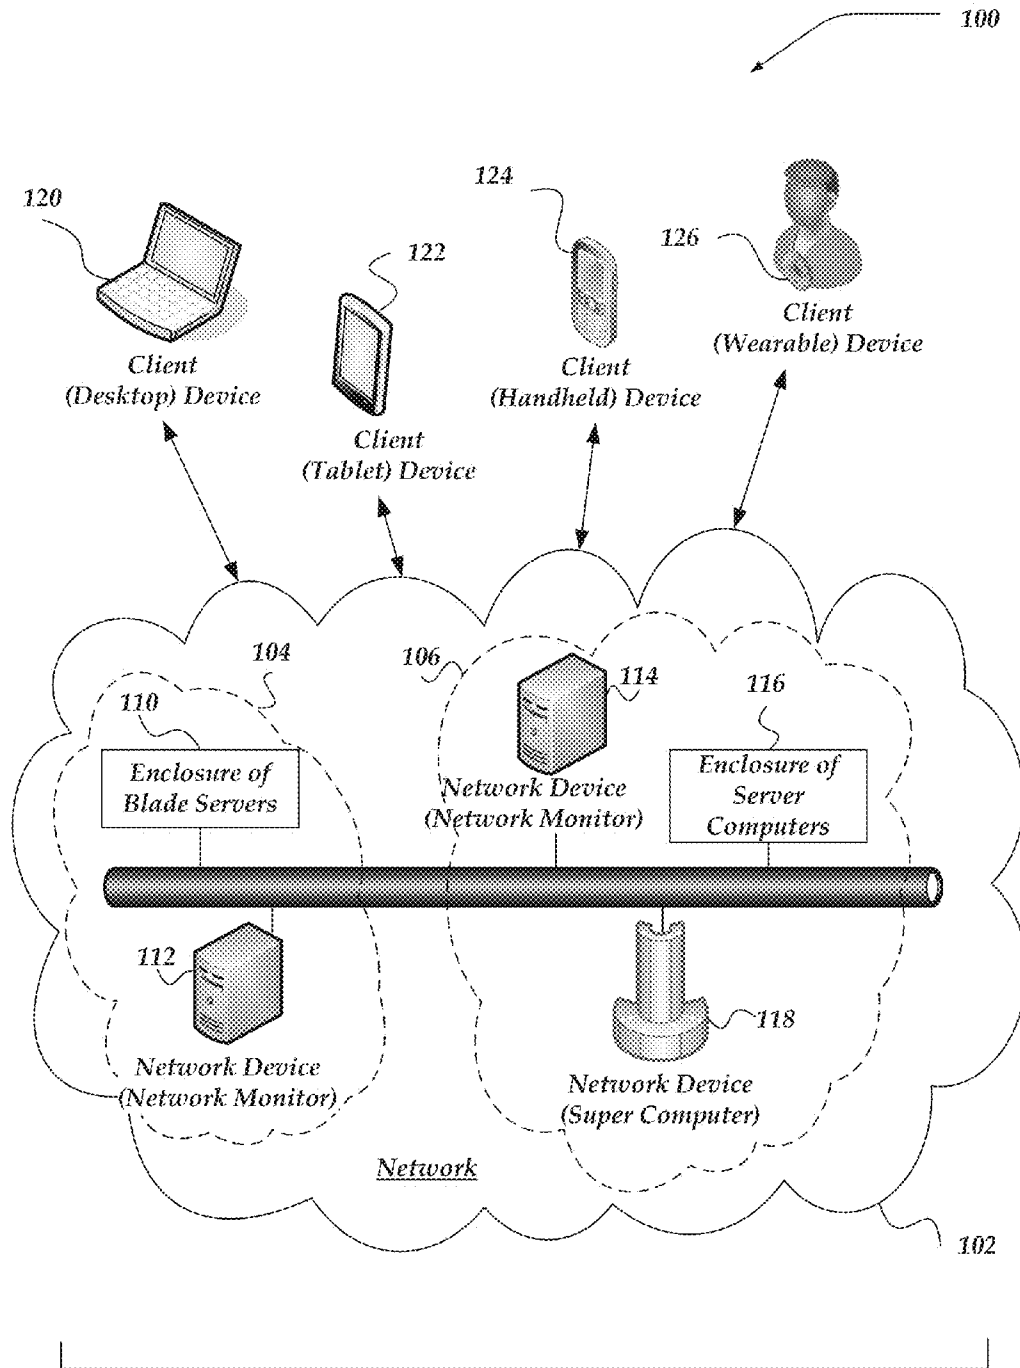 100
120
124
126
122
Client
(Wearable) Device
Client
(Desktop) Device
Client
(Handheld) Device
Client
(Tablet) Device
104
106
114
116
110
Enclosure of
Blade Servers
Network Device
(Network Monitor)
Enclosure of
Server
Computers
112
118
Network Device
(Network Monitor)
Network Device
(Super Computer)
Network
102